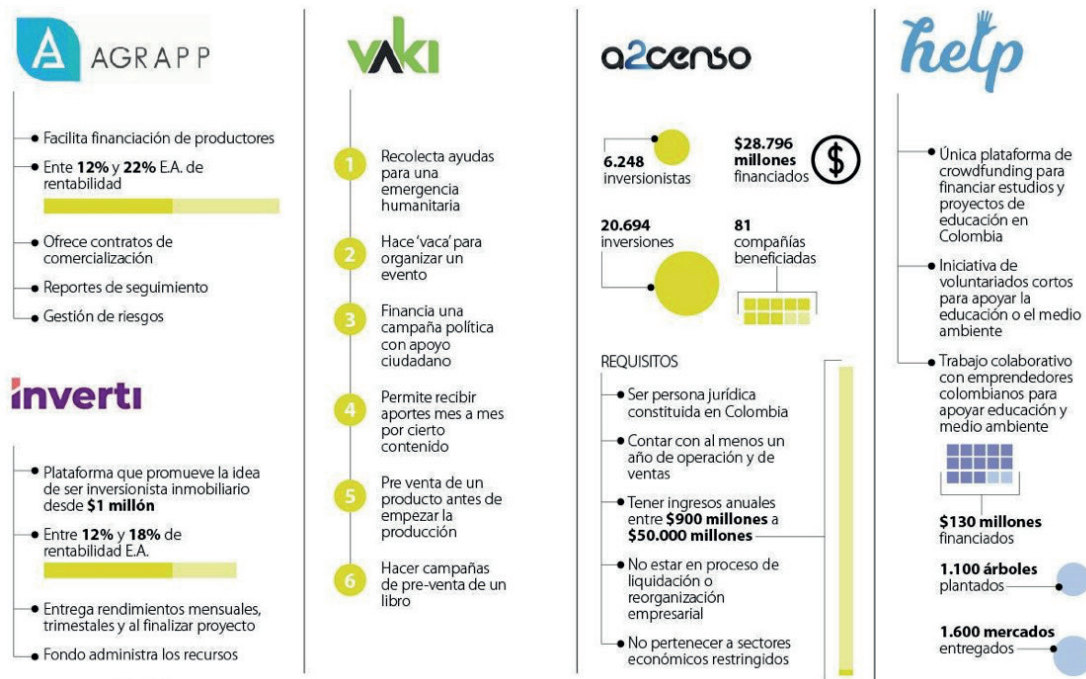 AGRAPP
Facilita financiación de productores
Ente 12% y 22% E.A. de
rentabilidad
Ofrece contratos de
comercialización
Reportes de seguimiento
Gestión de riesgos
inverti
Plataforma que promueve la idea
de ser inversionista inmobiliario
desde $1 millón
Entre 12% y 18% de
rentabilidad E.A.
Entrega rendimientos mensuales,
trimestales y al finalizar proyecto
Fondo administra los recursos
vaki
1
Recolecta ayudas
para una
emergencia
humanitaria
2
Hace ‘vaca’ para
organizar un
evento
3
Financia una
campaña política
con apoyo
ciudadano
4
Permite recibir
aportes mes a mes
por cierto
contenido
5
Pre venta de un
producto antes de
empezar la
producción
6
Hacer campañas
de pre-venta de un
libro
a2censo
6.248
inversionistas
$28.796
millones
financiados
$
20.694
inversiones
81
compañías
beneficiadas
REQUISITOS
Ser persona jurídica
constituida en Colombia
Contar con al menos un
año de operación y de
ventas
Tener ingresos anuales
entre $900 millones a
$50.000 millones
No estar en proceso de
liquidación o
reorganización
empresarial
No pertenecer a sectores
económicos restringidos
help
Única plataforma de
crowdfunding para
financiar estudios y
proyectos de
educación en
Colombia
Iniciativa de
voluntariados cortos
para apoyar la
educación o el medio
ambiente
Trabajo colaborativo
con emprendedores
colombianos para
apoyar educación y
medio ambiente
$130 millones
financiados
1.100 árboles
plantados
1.600 mercados
entregados